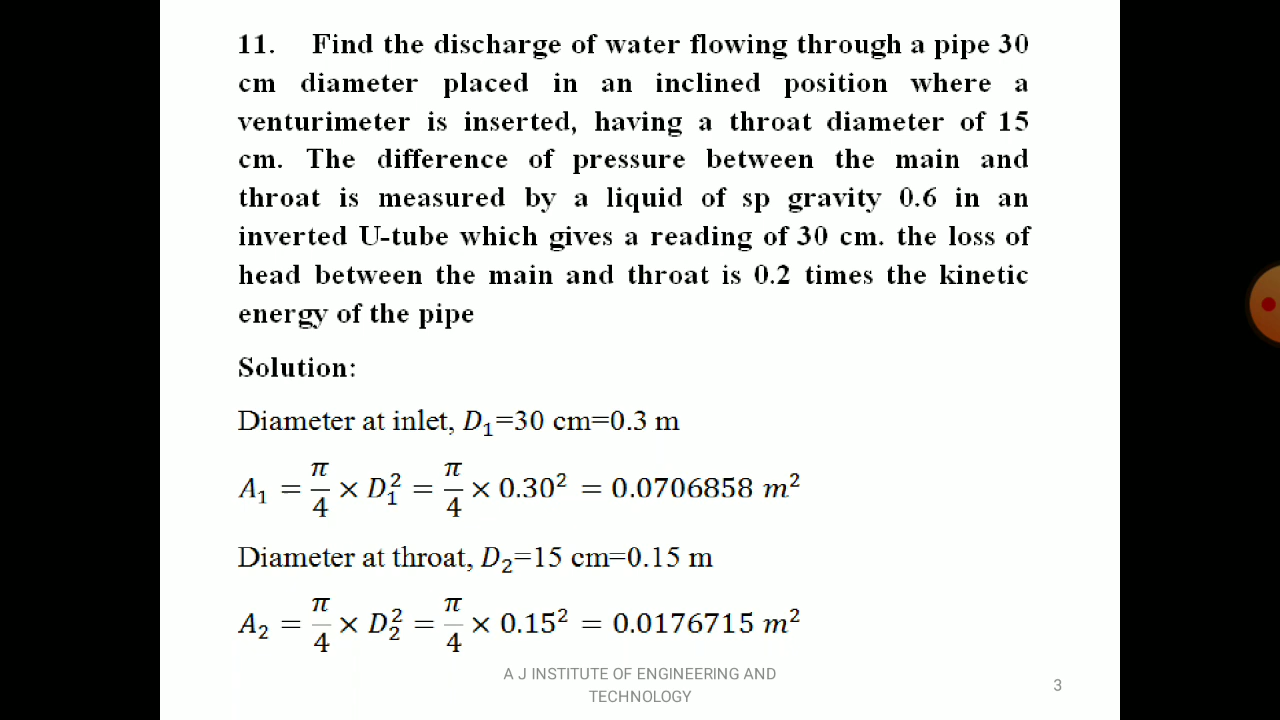 11. Find the discharge of water flowing through a pipe 30
cm diameter placed in an inclined position where a
venturimeter is inserted, having a throat diameter of 15
cm. The difference of pressure between the main and
throat is measured by a liquid of sp gravity 0.6 in an
inverted U-tube which gives a reading of 30 cm. the loss of
head between the main and throat is 0.2 times the kinetic
energy of the pipe
Solution:
Diameter at inlet, D₁=30 cm=0.3 m
A₁ = π/4 × D₁² = π/4 × 0.30² = 0.0706858 m²
Diameter at throat, D₂=15 cm=0.15 m
A₂ = π/4 × D₂² = π/4 × 0.15² = 0.0176715 m²
A J INSTITUTE OF ENGINEERING AND
TECHNOLOGY
3